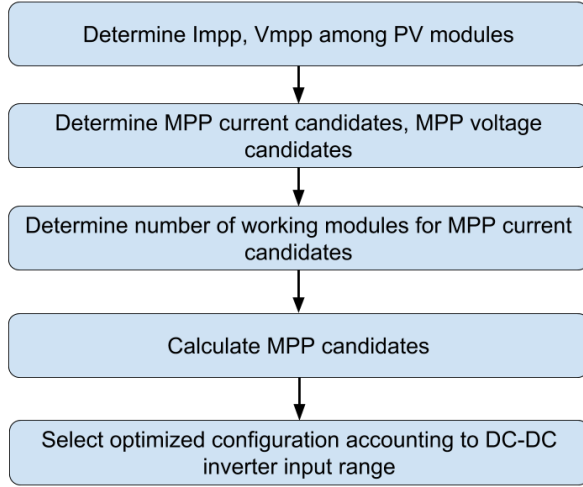 Determine Impp, Vmpp among PV modules
Determine MPP current candidates, MPP voltage
candidates
Determine number of working modules for MPP current
candidates
Calculate MPP candidates
Select optimized configuration accounting to DC-DC
inverter input range